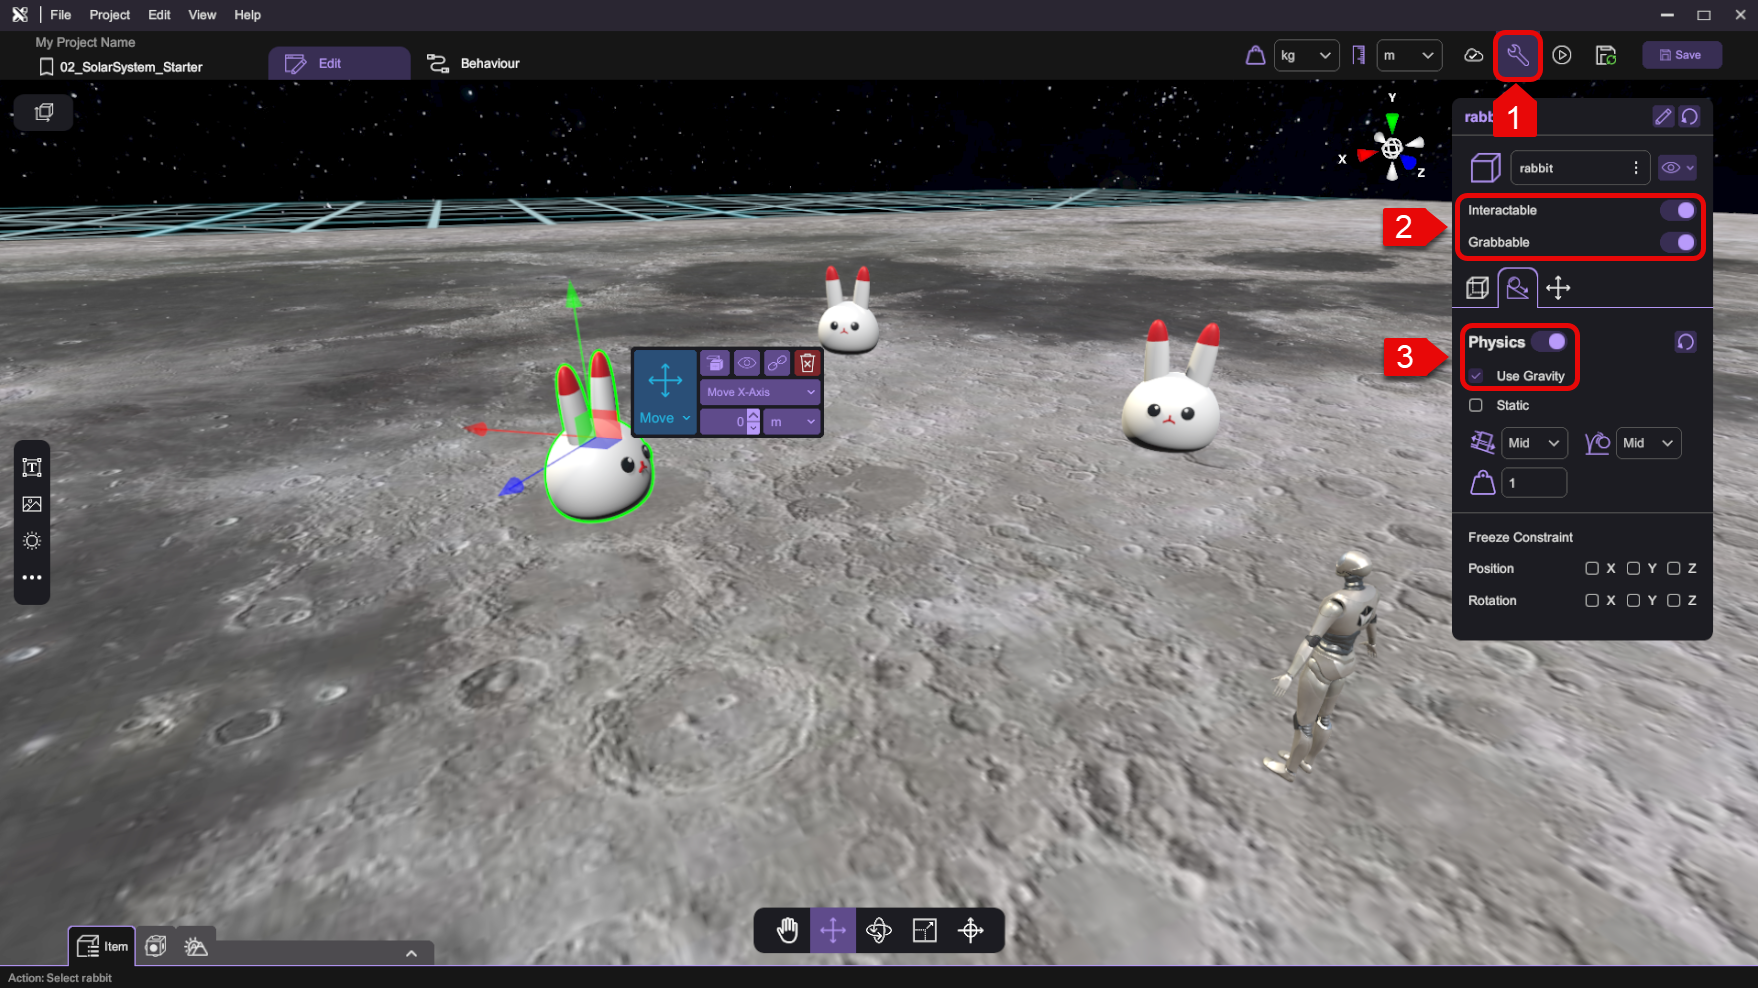 File Project Edit View Help
My Project Name
02_SolarSystem_Starter
Edit
Behaviour
kg
m
Save
1
Y
X
Z
rabb
rabbit
2
Interactable
Grabbable
3
Physics
Use Gravity
Static
Mid
Mid
1
Freeze Constraint
Position X Y Z
Rotation X Y Z
Move
Move X-Axis
0 m
T
Item
Action: Select rabbit